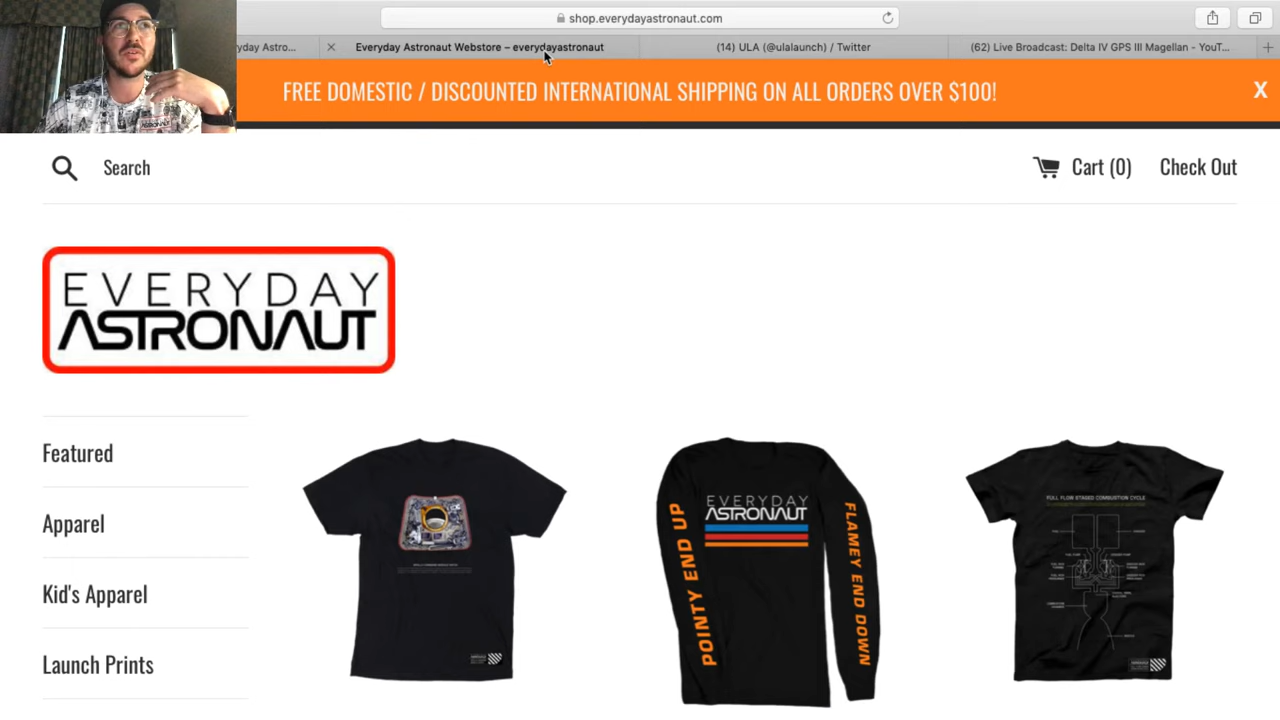 shop.everydayastronaut.com
yday Astro...
Everyday Astronaut Webstore – everydayastronaut
(14) ULA (@ulalaunch) / Twitter
(62) Live Broadcast: Delta IV GPS III Magellan - YouT...
FREE DOMESTIC / DISCOUNTED INTERNATIONAL SHIPPING ON ALL ORDERS OVER $100!
X
Search
Cart (0)
Check Out
EVERYDAY
ASTRONAUT
Featured
Apparel
Kid's Apparel
Launch Prints
POINTY END UP
EVERYDAY
ASTRONAUT
FLAMEY END DOWN
FULL FLOW STAGED COMBUSTION CYCLE